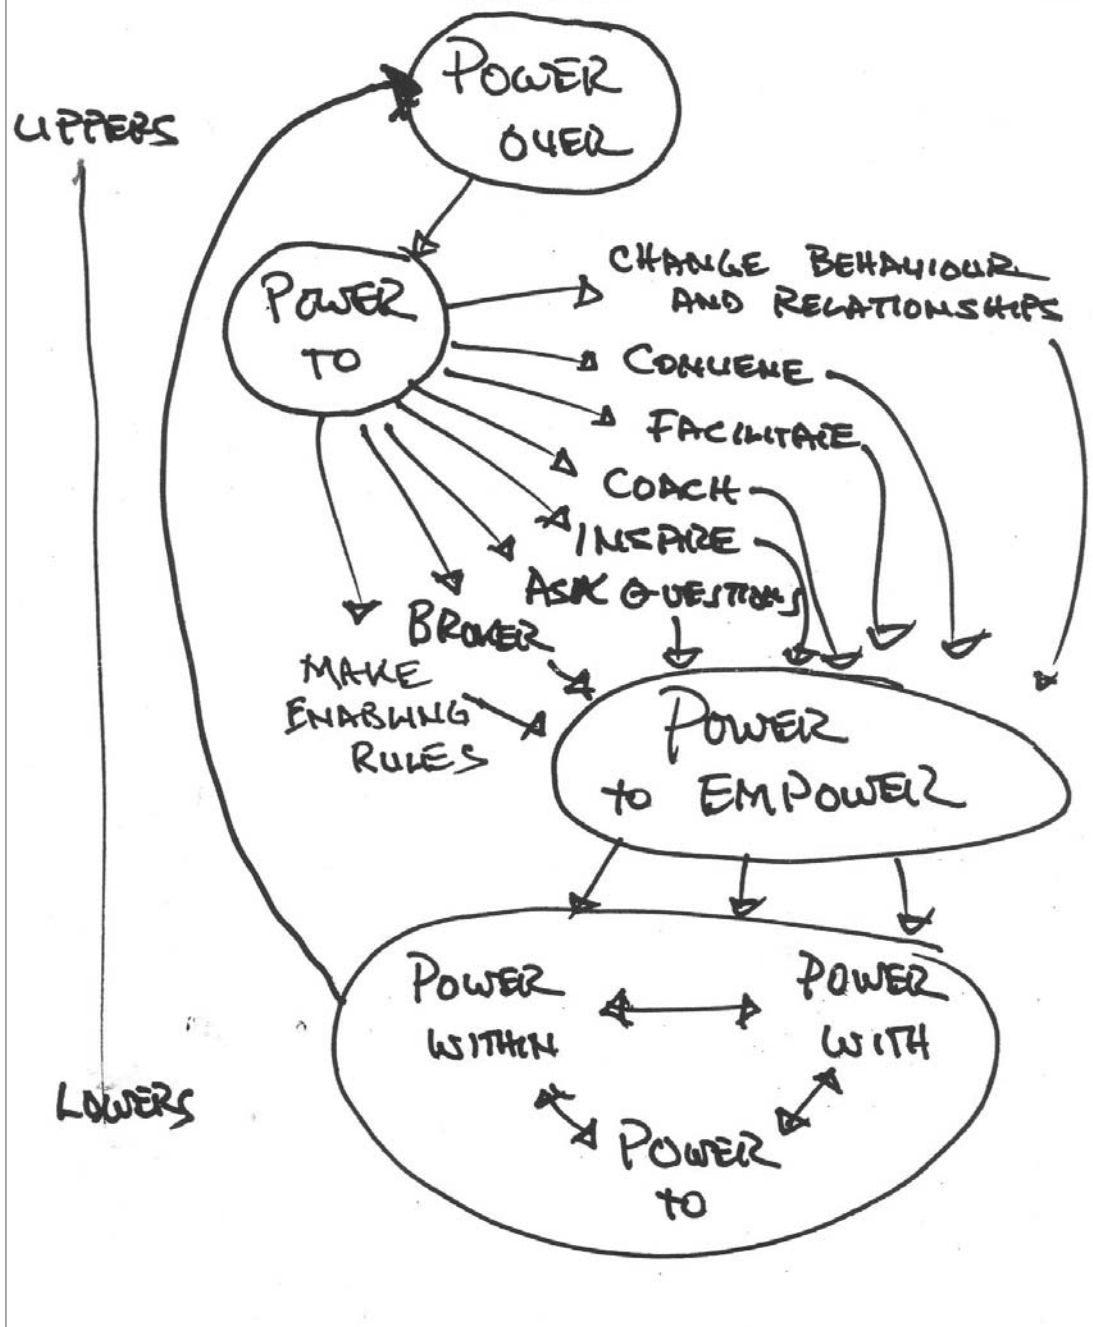 POWER
OVER
UPPERS
POWER
TO
CHANGE BEHAVIOUR
AND RELATIONSHIPS
CONVENE
FACILITATE
COACH
INSPIRE
ASK QUESTIONS
BROKER
MAKE
ENABLING
RULES
POWER
to EMPOWER
POWER
WITHIN
POWER
WITH
POWER
TO
LOWERS